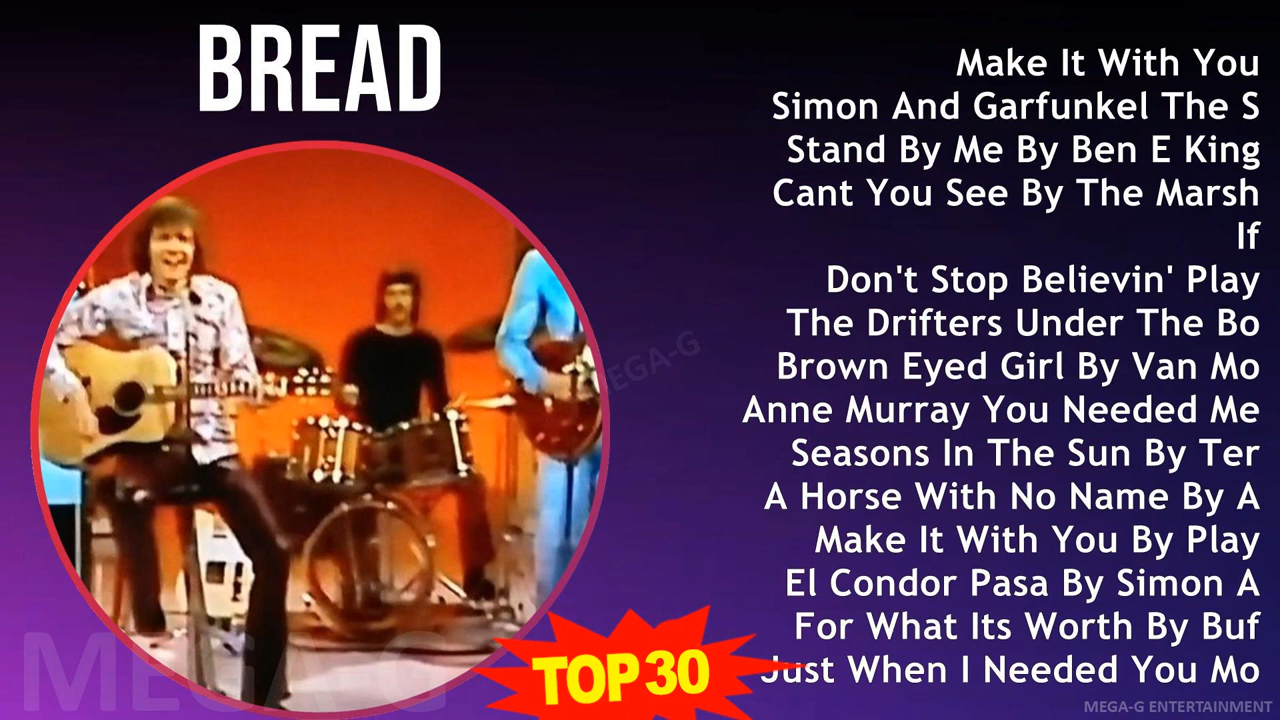 BREAD
Make It With You
Simon And Garfunkel The S
Stand By Me By Ben E King
Cant You See By The Marsh
If
Don't Stop Believin' Play
The Drifters Under The Bo
Brown Eyed Girl By Van Mo
Anne Murray You Needed Me
Seasons In The Sun By Ter
A Horse With No Name By A
Make It With You By Play
El Condor Pasa By Simon A
For What Its Worth By Buf
Just When I Needed You Mo
TOP 30
MEGA-G
MEGA-G
MEGA-G ENTERTAINMENT